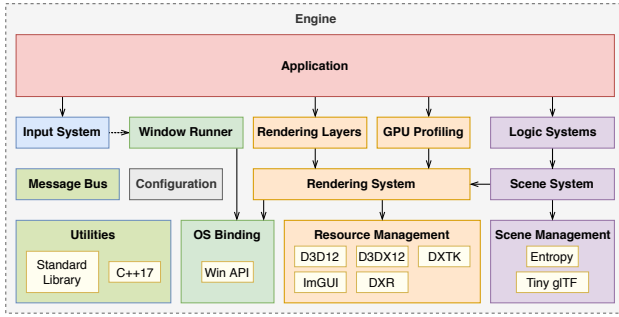 Engine
Application
Input System
Window Runner
Rendering Layers
GPU Profiling
Logic Systems
Message Bus
Configuration
Rendering System
Scene System
Utilities
Standard
Library
C++17
OS Binding
Win API
Resource Management
D3D12
D3DX12
DXTK
ImGUI
DXR
Scene Management
Entropy
Tiny glTF